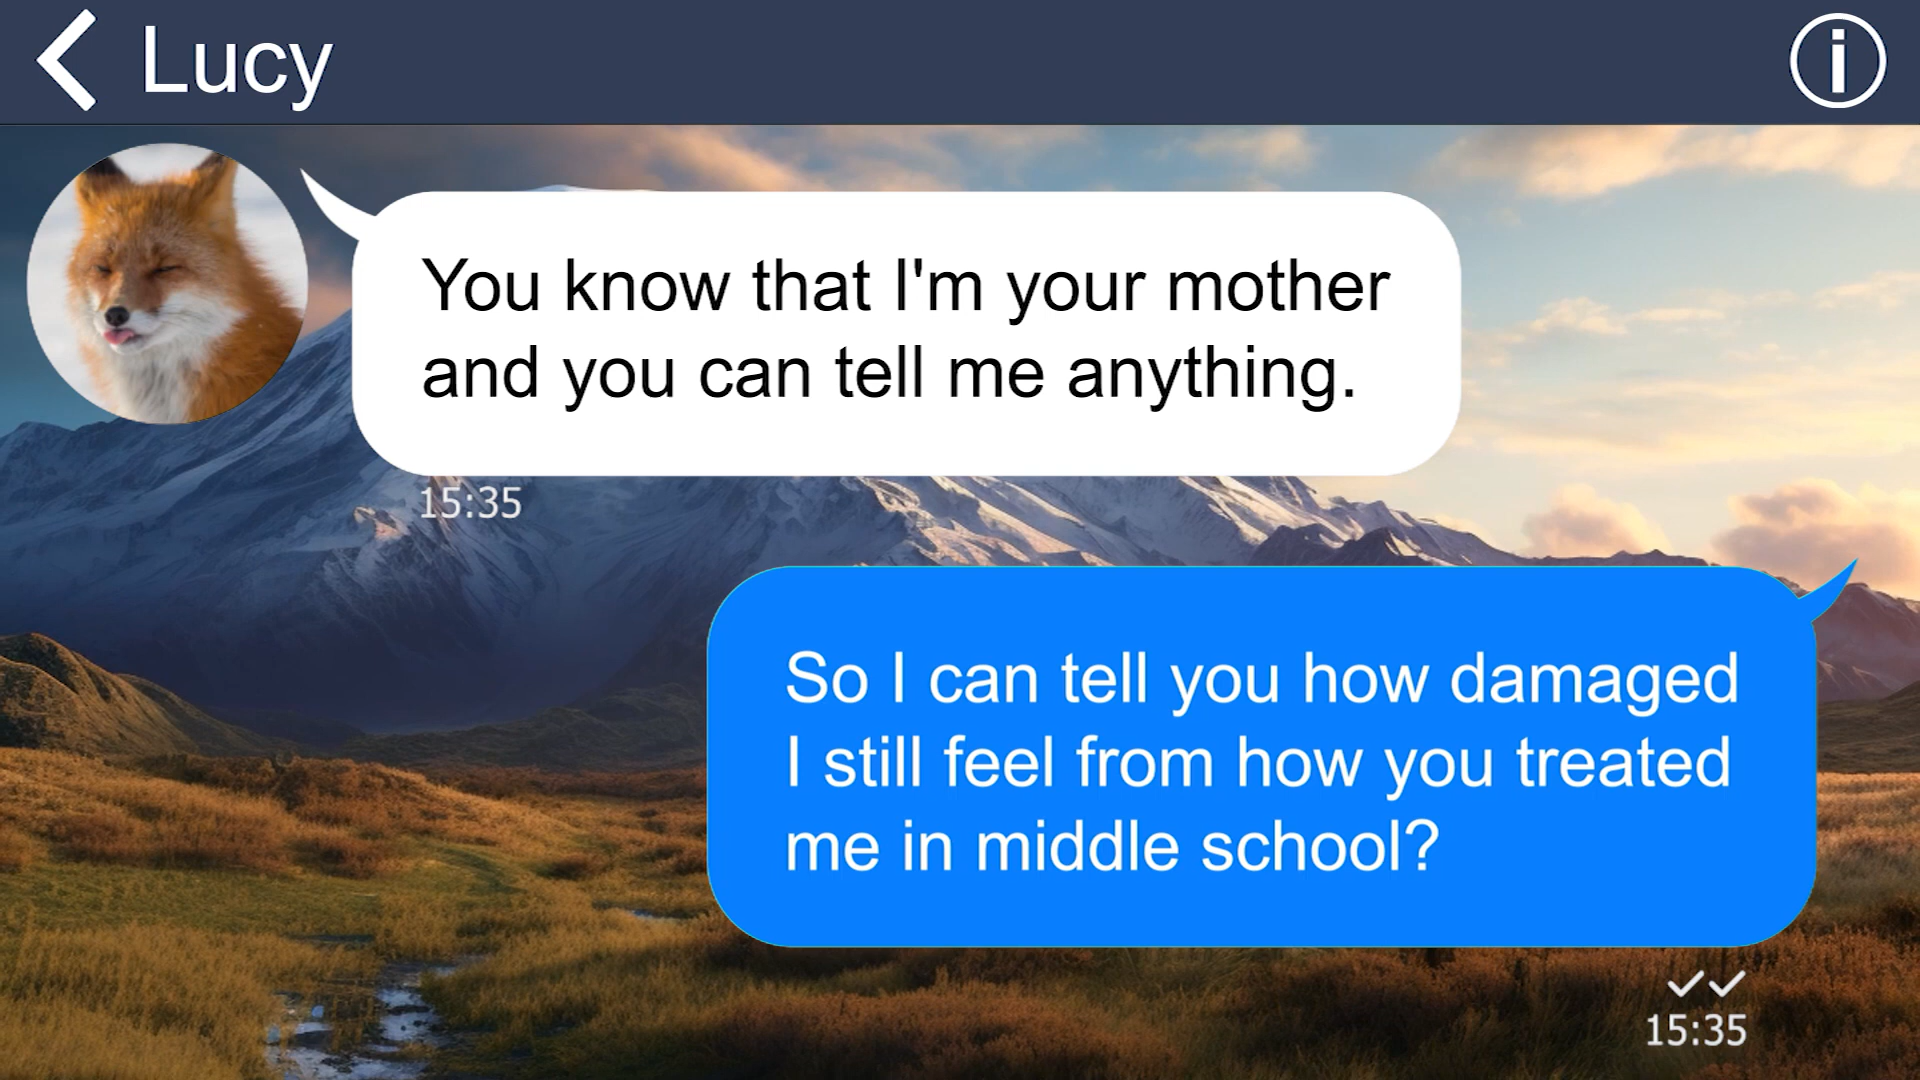 Lucy
You know that I'm your mother
and you can tell me anything.
15:35
So I can tell you how damaged
I still feel from how you treated
me in middle school?
15:35